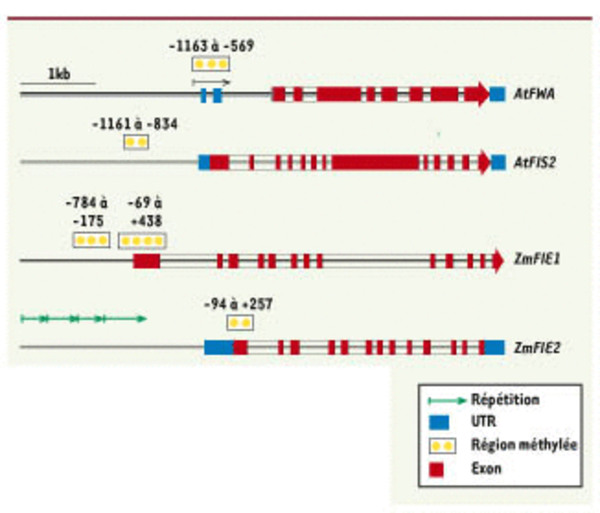 -1163 à -569
1kb
AtFWA
-1161 à -834
AtFIS2
-784 à
-175
-69 à
+438
ZmFIE1
-94 à +257
ZmFIE2
Répétition
UTR
Région méthylée
Exon